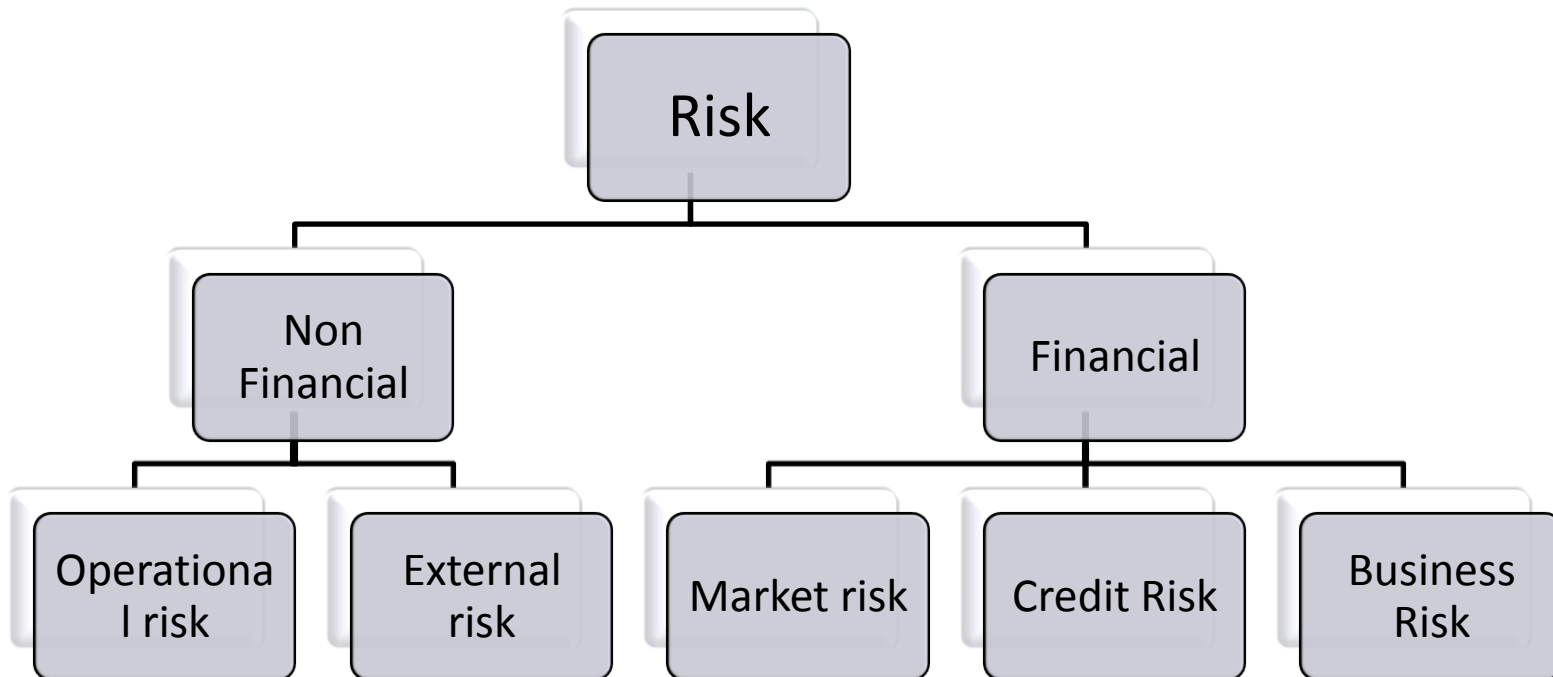 Risk
Non
Financial
Financial
Operationa
l risk
External
risk
Market risk
Credit Risk
Business
Risk